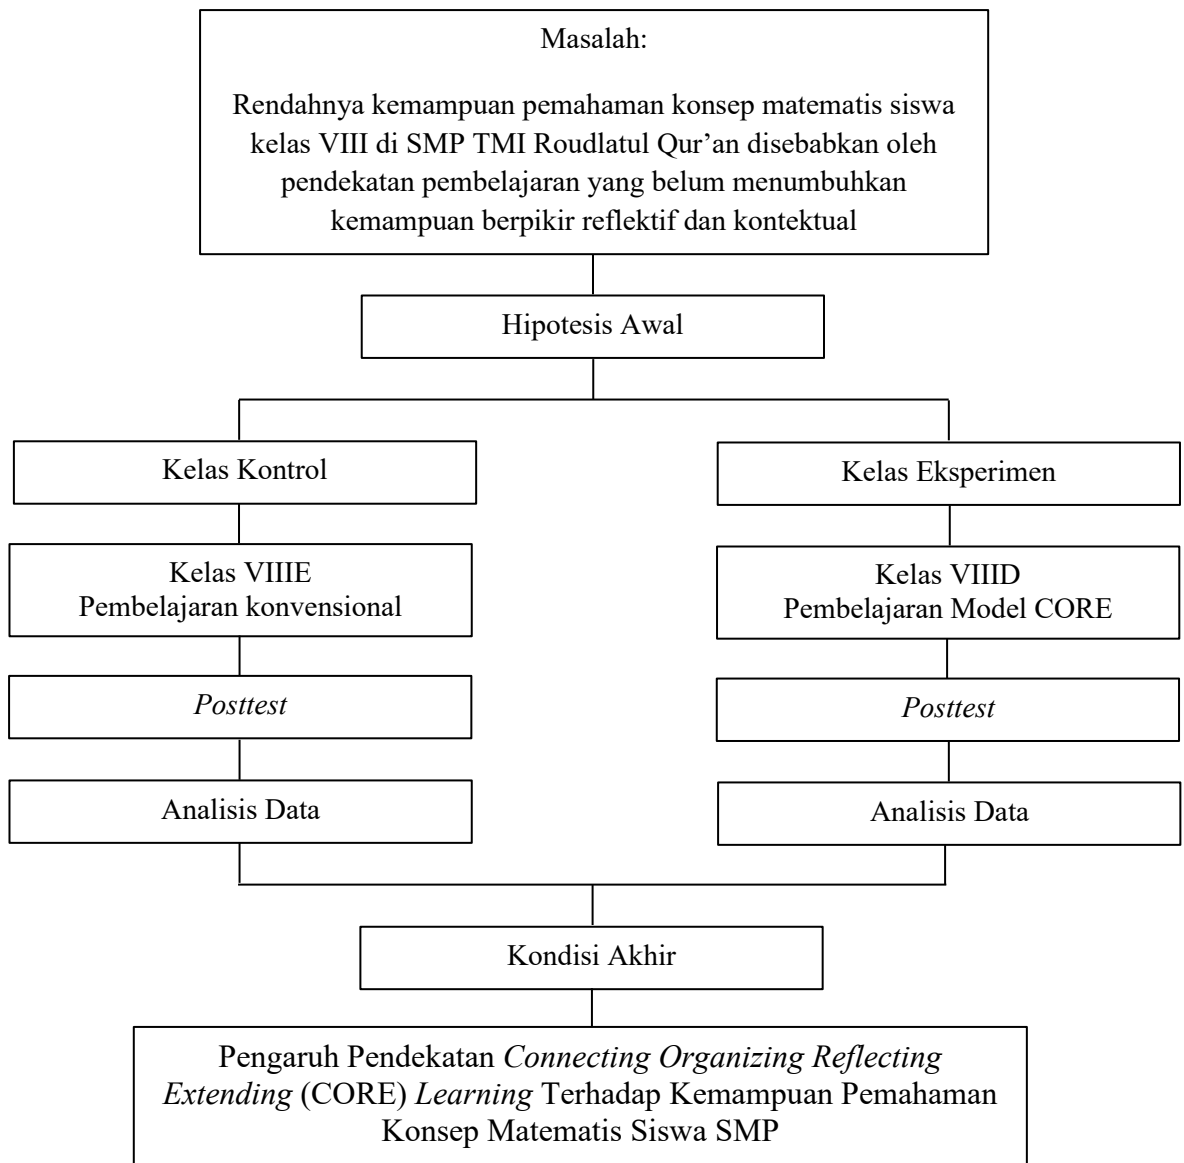 Masalah:
Rendahnya kemampuan pemahaman konsep matematis siswa
kelas VIII di SMP TMI Roudlatul Qur’an disebabkan oleh
pendekatan pembelajaran yang belum menumbuhkan
kemampuan berpikir reflektif dan kontektual
Hipotesis Awal
Kelas Kontrol
Kelas Eksperimen
Kelas VIIIE
Pembelajaran konvensional
Kelas VIIID
Pembelajaran Model CORE
Posttest
Posttest
Analisis Data
Analisis Data
Kondisi Akhir
Pengaruh Pendekatan Connecting Organizing Reflecting
Extending (CORE) Learning Terhadap Kemampuan Pemahaman
Konsep Matematis Siswa SMP